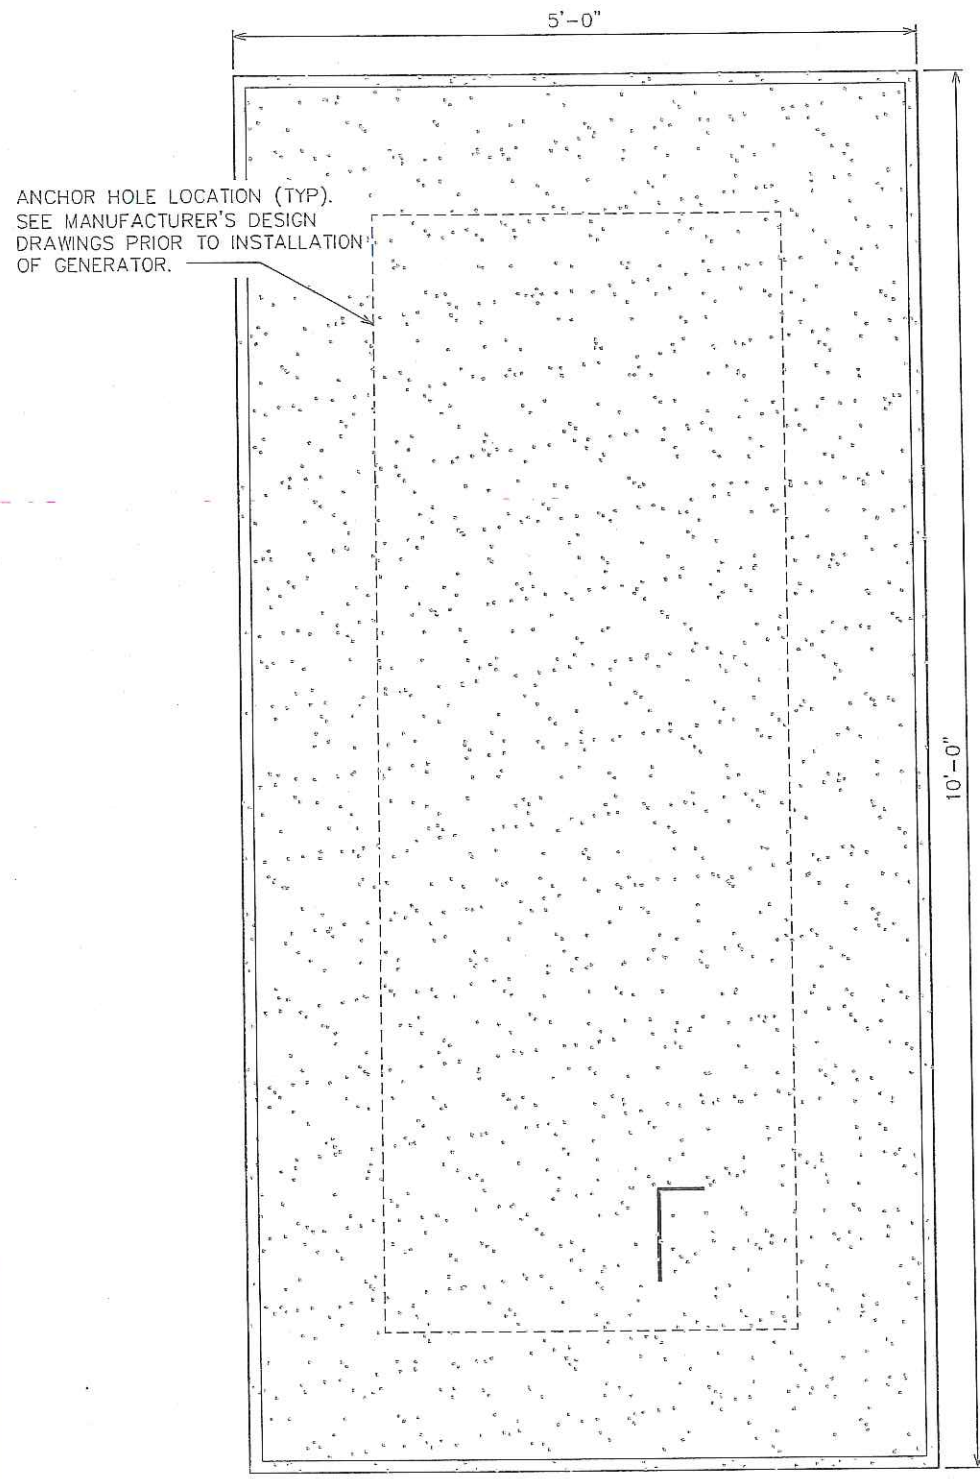 5'-0"
ANCHOR HOLE LOCATION (TYP).
SEE MANUFACTURER'S DESIGN
DRAWINGS PRIOR TO INSTALLATION
OF GENERATOR.
10'-0"